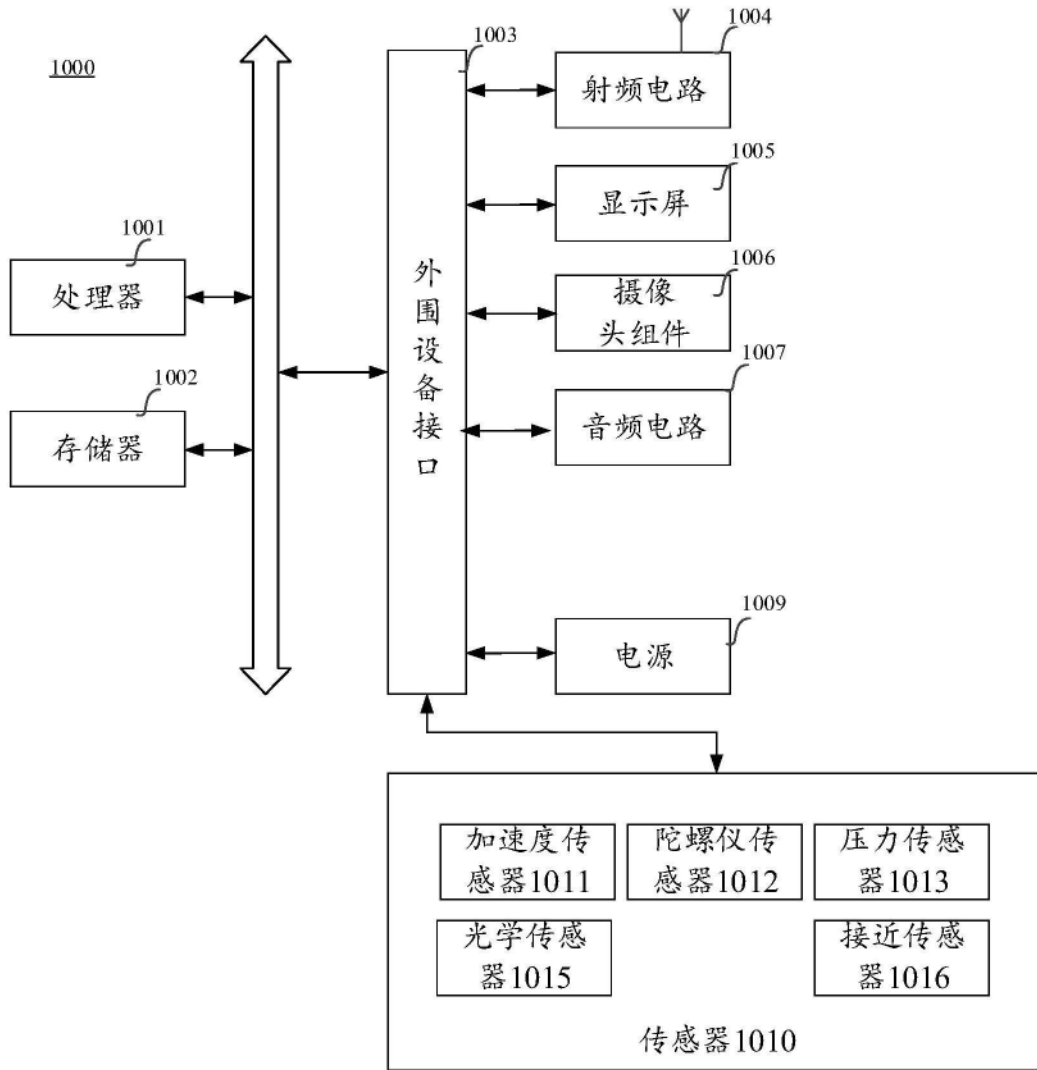 1000
1003
1004
射频电路
1005
显示屏
1001
处理器
1006
摄像
头组件
外
围
设
备
接
口
1002
存储器
1007
音频电路
1009
电源
加速度传
感器1011
陀螺仪传
感器1012
压力传感
器1013
光学传感
器1015
接近传感
器1016
传感器1010